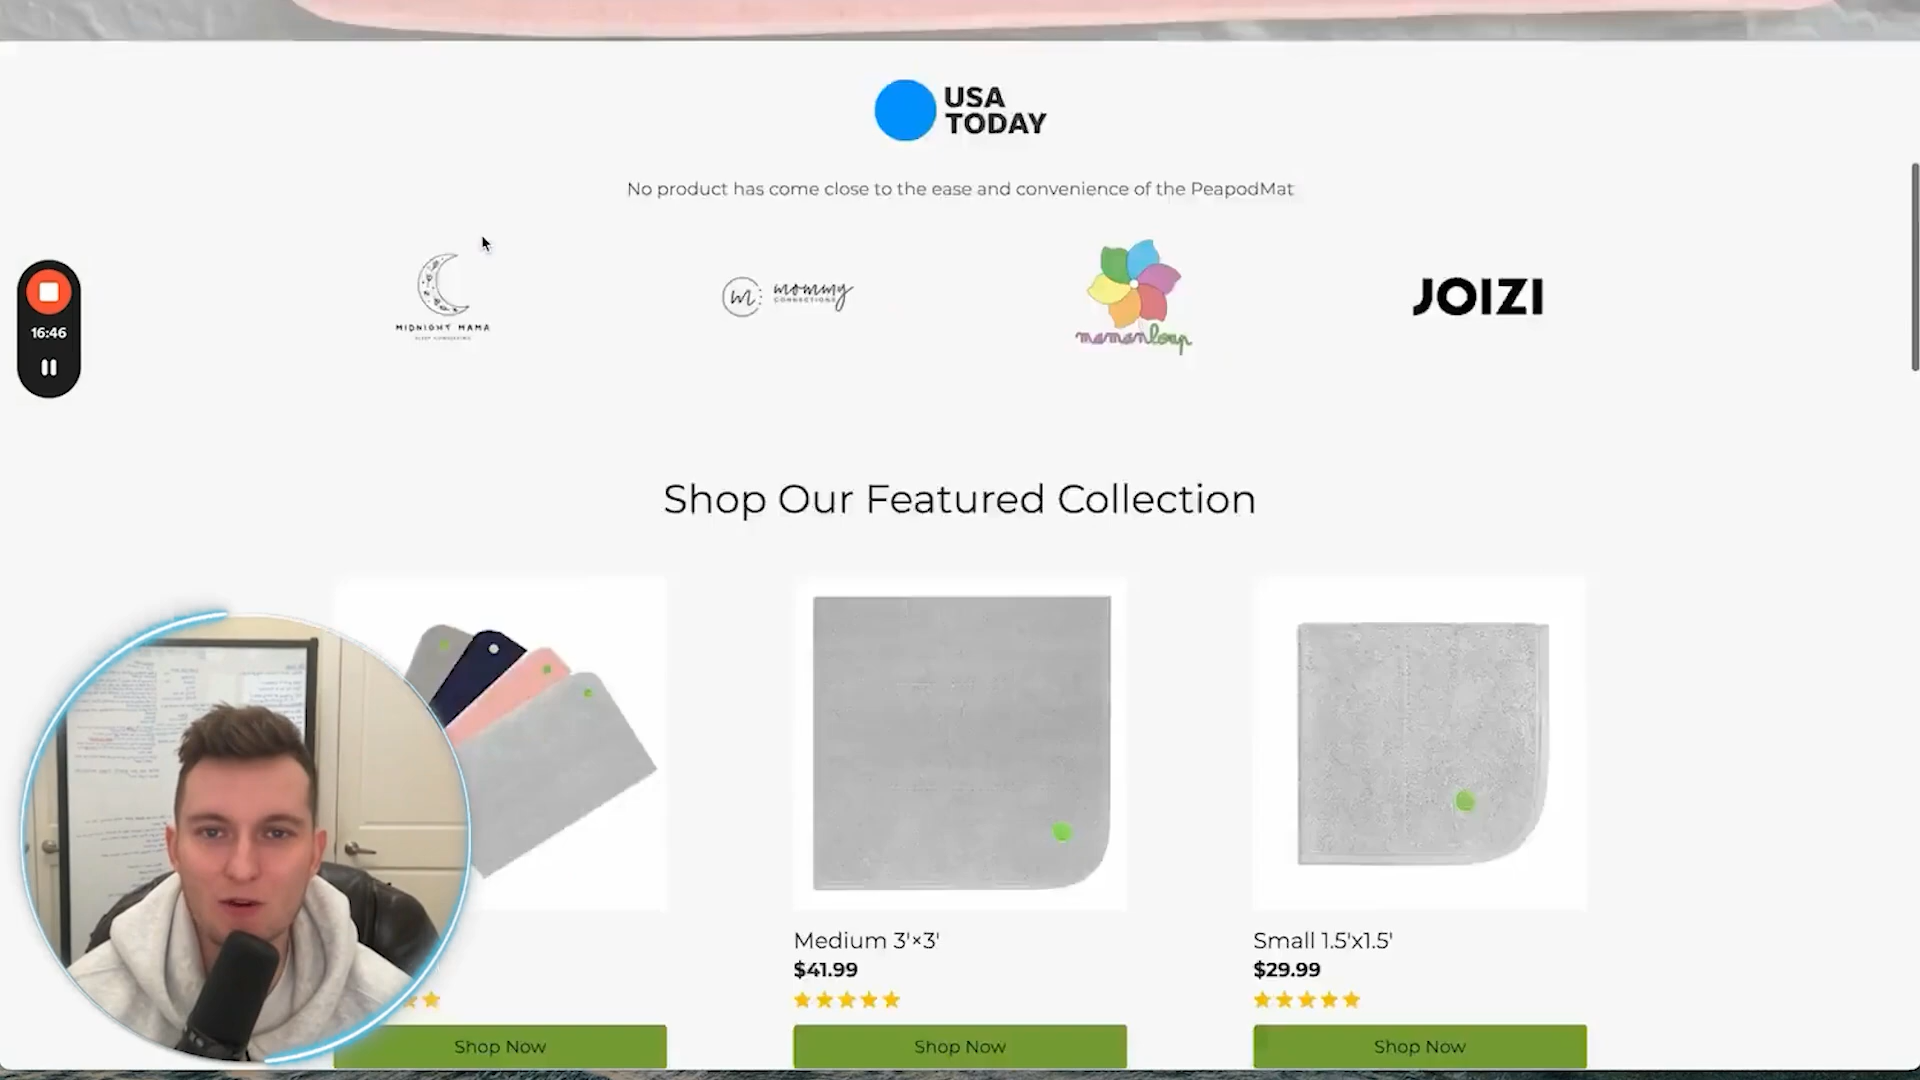 USA
TODAY
No product has come close to the ease and convenience of the PeapodMat
MIDNIGHT MAMA
mommy
CONNECTIONS
mamanloup
JOIZI
16:46
Shop Our Featured Collection
Medium 3'×3'
$41.99
Small 1.5'x1.5'
$29.99
Shop Now
Shop Now
Shop Now